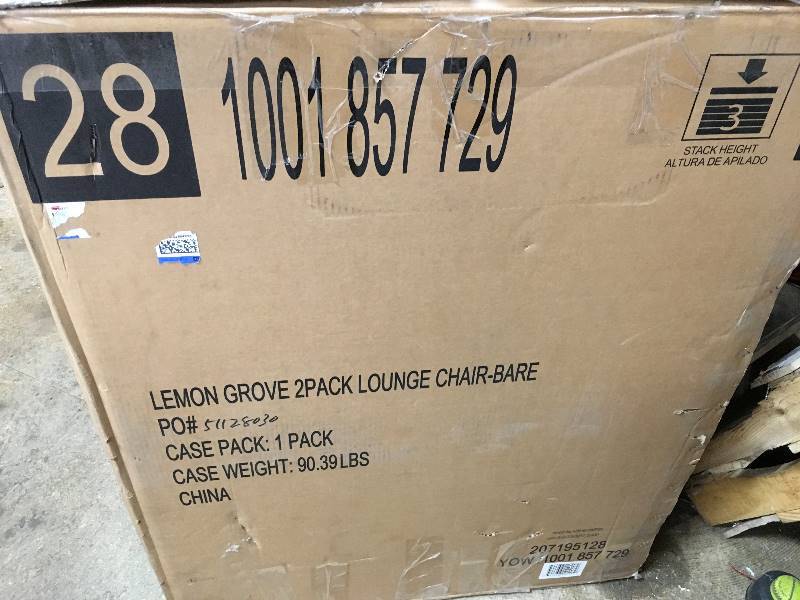 28
1001 857 729
3
STACK HEIGHT
ALTURA DE APILADO
LEMON GROVE 2PACK LOUNGE CHAIR-BARE
PO# 51128030
CASE PACK: 1 PACK
CASE WEIGHT: 90.39 LBS
CHINA
207195128
YOW 1001 857 729